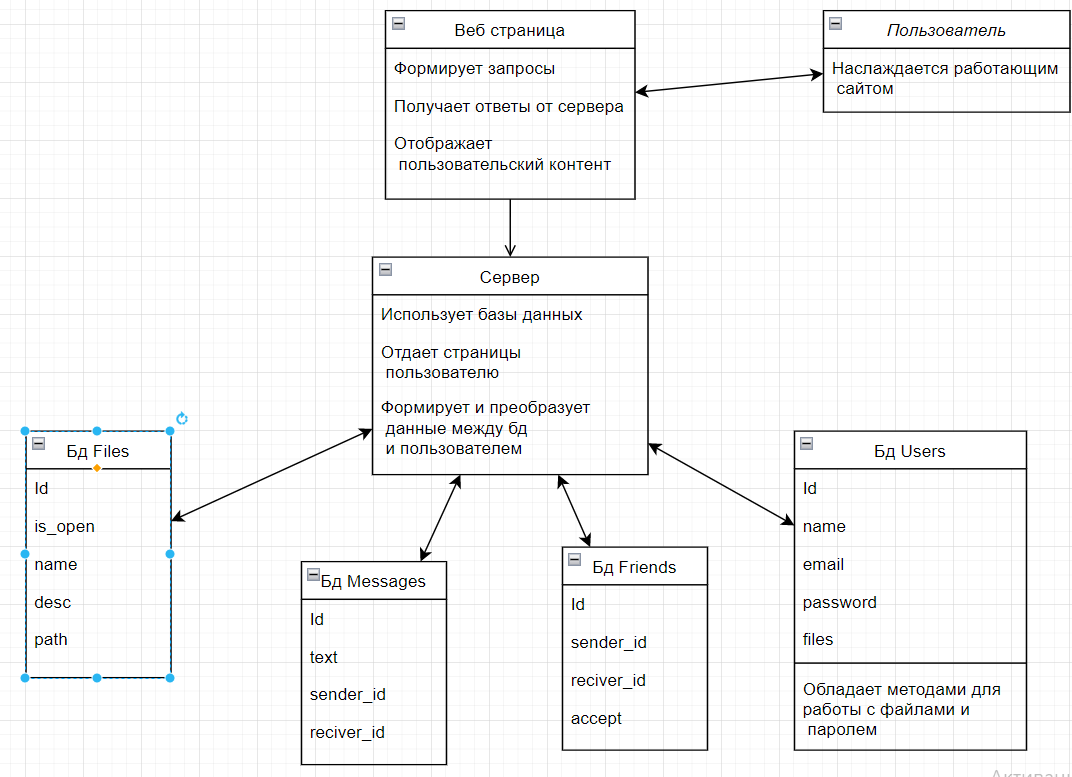 Веб страница
Формирует запросы
Получает ответы от сервера
Отображает
пользовательский контент
Пользователь
Наслаждается работающим
сайтом
Сервер
Использует базы данных
Отдает страницы
пользователю
Формирует и преобразует
данные между бд
и пользователем
Бд Files
Id
is_open
name
desc
path
Бд Messages
Id
text
sender_id
reciver_id
Бд Friends
Id
sender_id
reciver_id
accept
Бд Users
Id
name
email
password
files
Обладает методами для
работы с файлами и
паролем